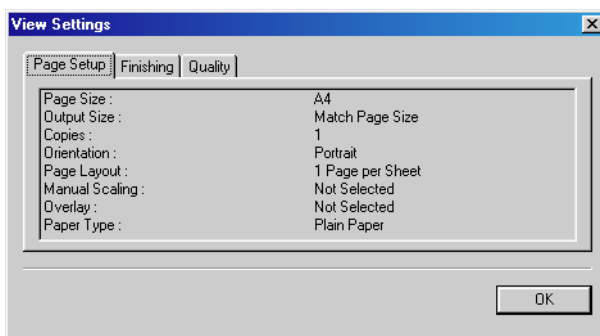 View Settings
Page Setup Finishing Quality
Page Size : A4
Output Size : Match Page Size
Copies : 1
Orientation : Portrait
Page Layout : 1 Page per Sheet
Manual Scaling : Not Selected
Overlay : Not Selected
Paper Type : Plain Paper
OK